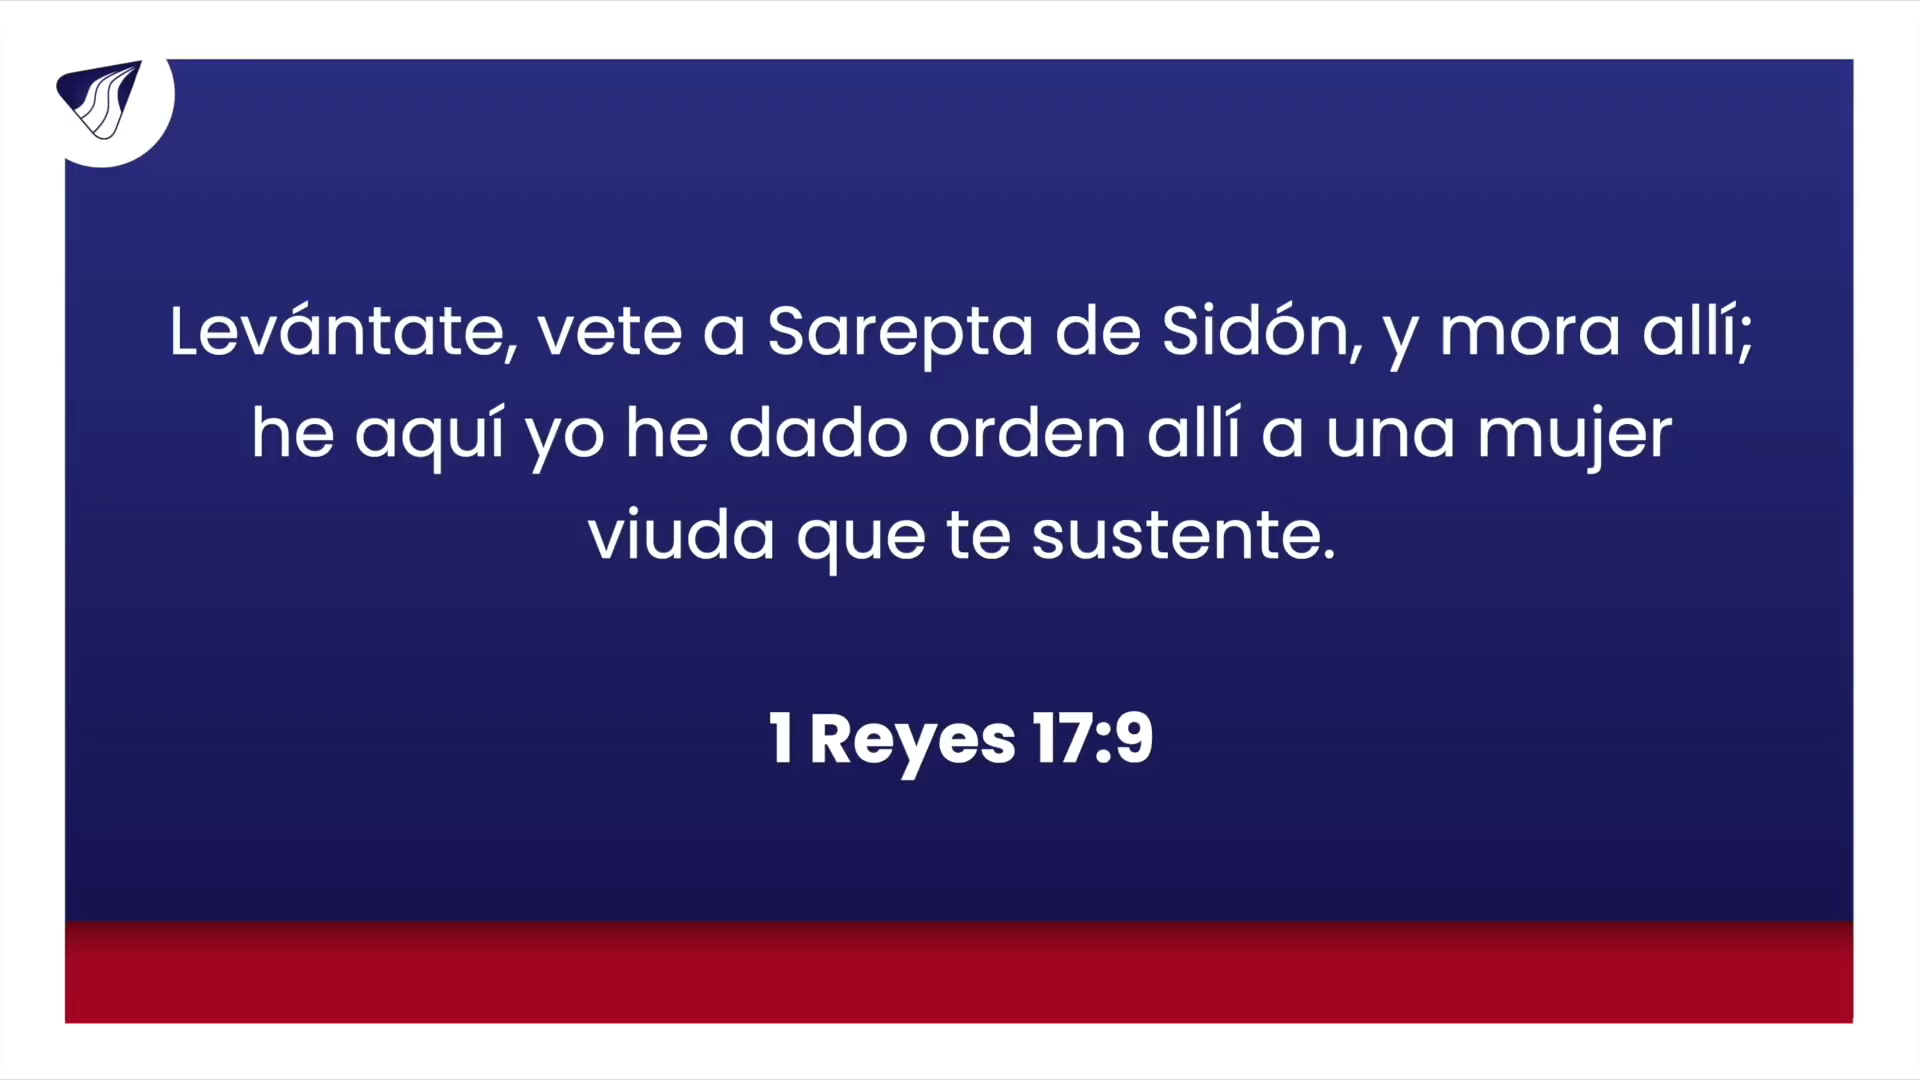 Levántate, vete a Sarepta de Sidón, y mora allí;
he aquí yo he dado orden allí a una mujer
viuda que te sustente.
1 Reyes 17:9